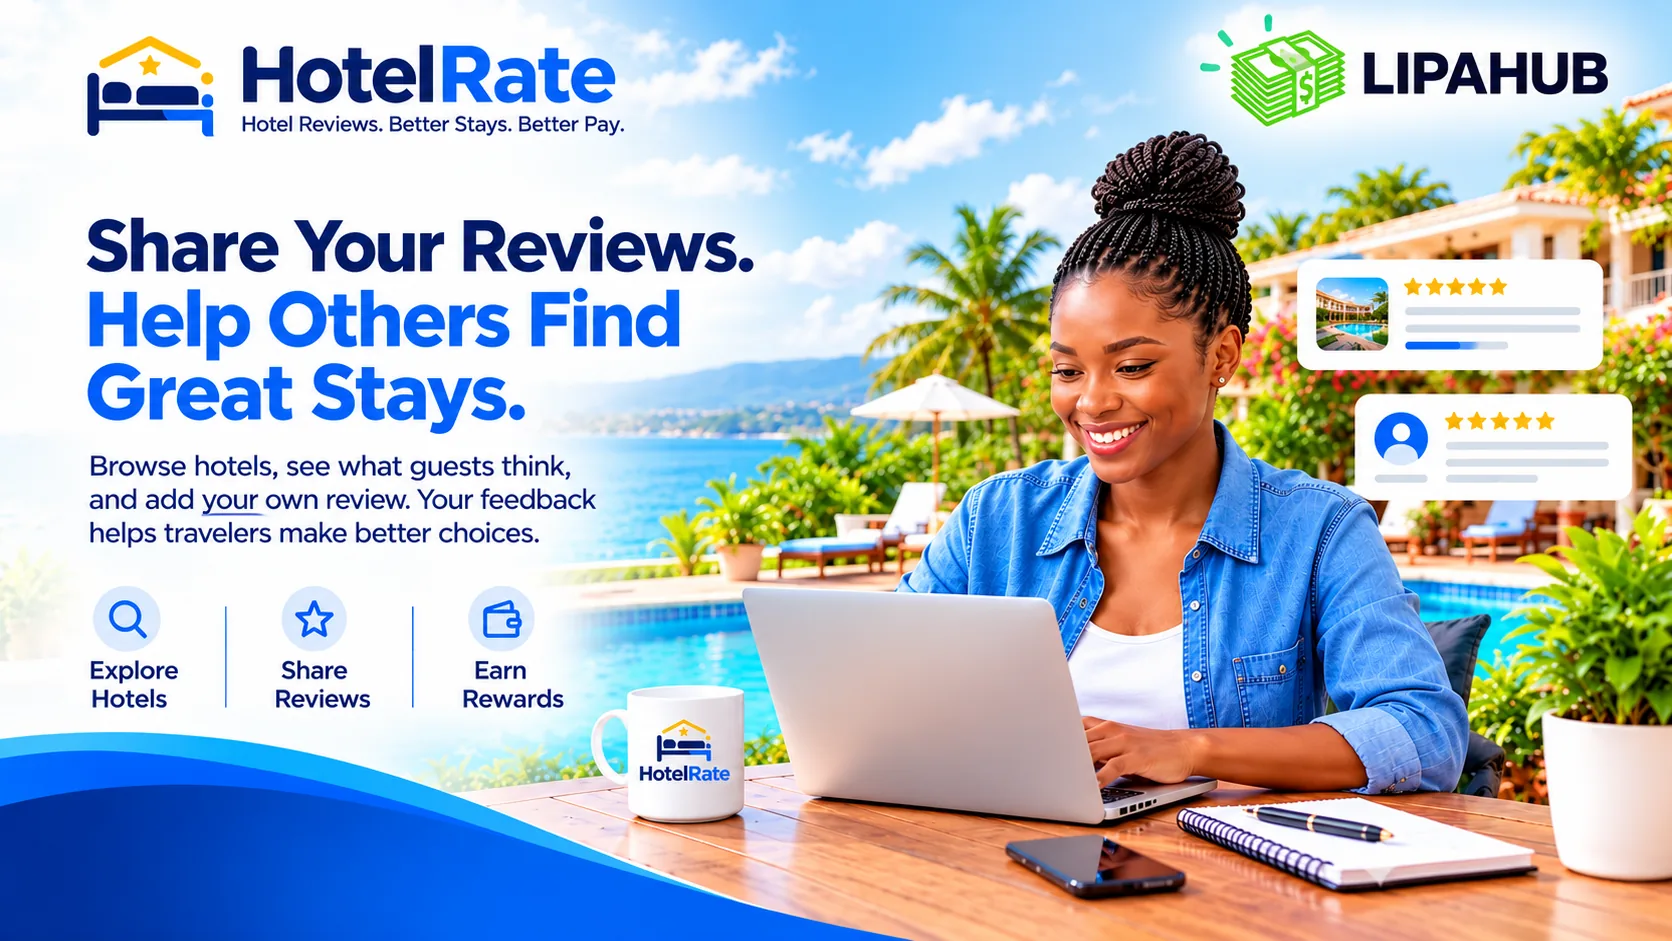 HotelRate
Hotel Reviews. Better Stays. Better Pay.
LIPAHUB
Share Your Reviews.
Help Others Find
Great Stays.
Browse hotels, see what guests think,
and add your own review. Your feedback
helps travelers make better choices.
Explore
Hotels
Share
Reviews
Earn
Rewards
HotelRate